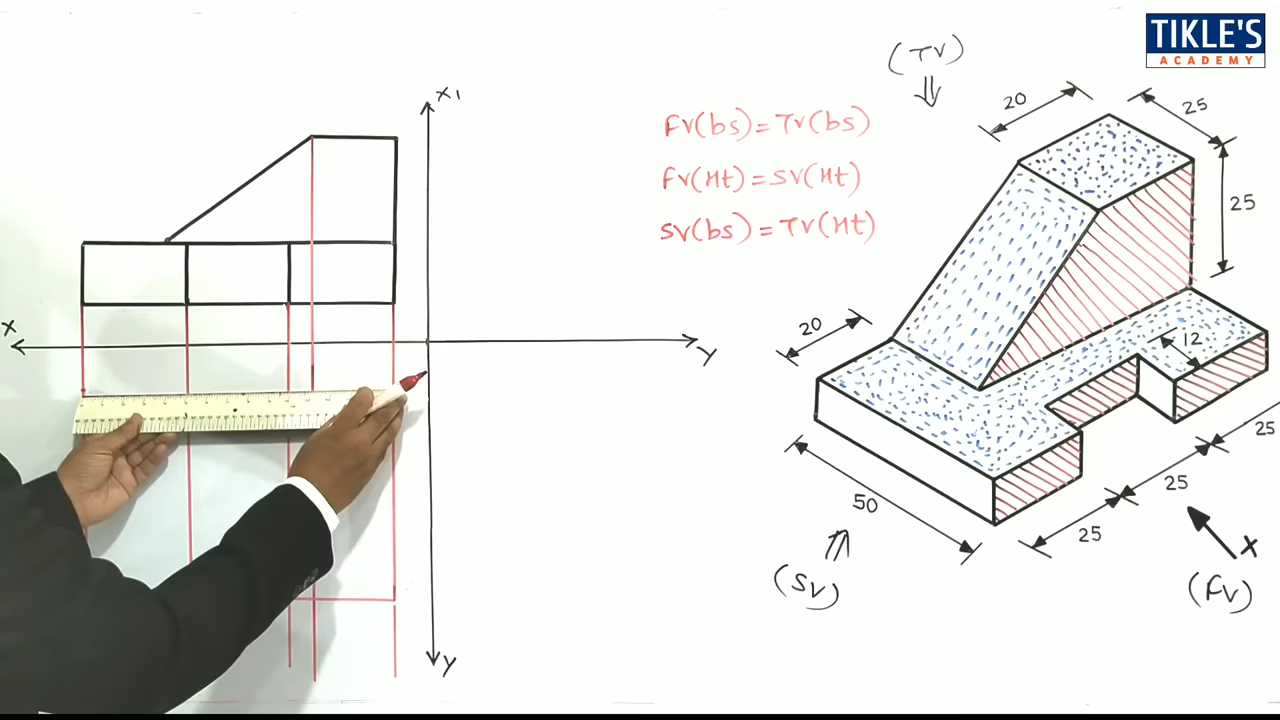 TIKLE'S
ACADEMY
(TV)
FV(bs)=TV(bs)
FV(Ht)=SV(Ht)
SV(bs)=TV(Ht)
X1
X
Y
Y
20
25
25
20
12
50
25
25
25
X
(SV)
(FV)